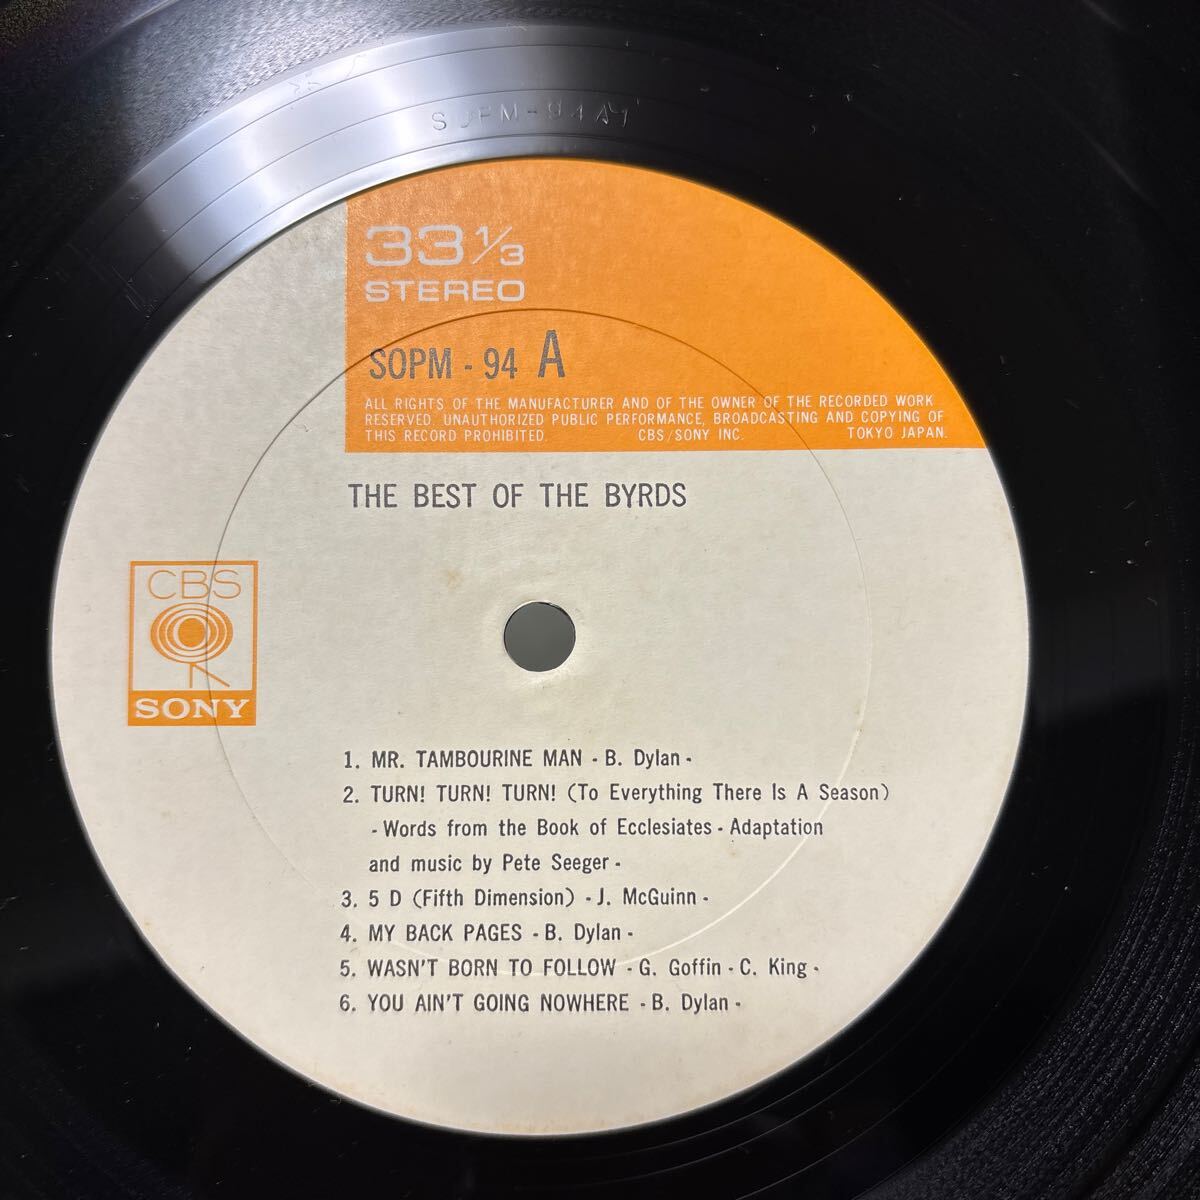 SOPM-94A1
33 1/3
STEREO
SOPM - 94 A
ALL RIGHTS OF THE MANUFACTURER AND OF THE OWNER OF THE RECORDED WORK
RESERVED. UNAUTHORIZED PUBLIC PERFORMANCE, BROADCASTING AND COPYING OF
THIS RECORD PROHIBITED. CBS/SONY INC. TOKYO JAPAN.
THE BEST OF THE BYRDS
CBS
SONY
1. MR. TAMBOURINE MAN - B. Dylan -
2. TURN! TURN! TURN! (To Everything There Is A Season)
- Words from the Book of Ecclesiates - Adaptation
and music by Pete Seeger -
3. 5 D (Fifth Dimension) - J. McGuinn -
4. MY BACK PAGES - B. Dylan -
5. WASN'T BORN TO FOLLOW - G. Goffin - C. King -
6. YOU AIN'T GOING NOWHERE - B. Dylan -